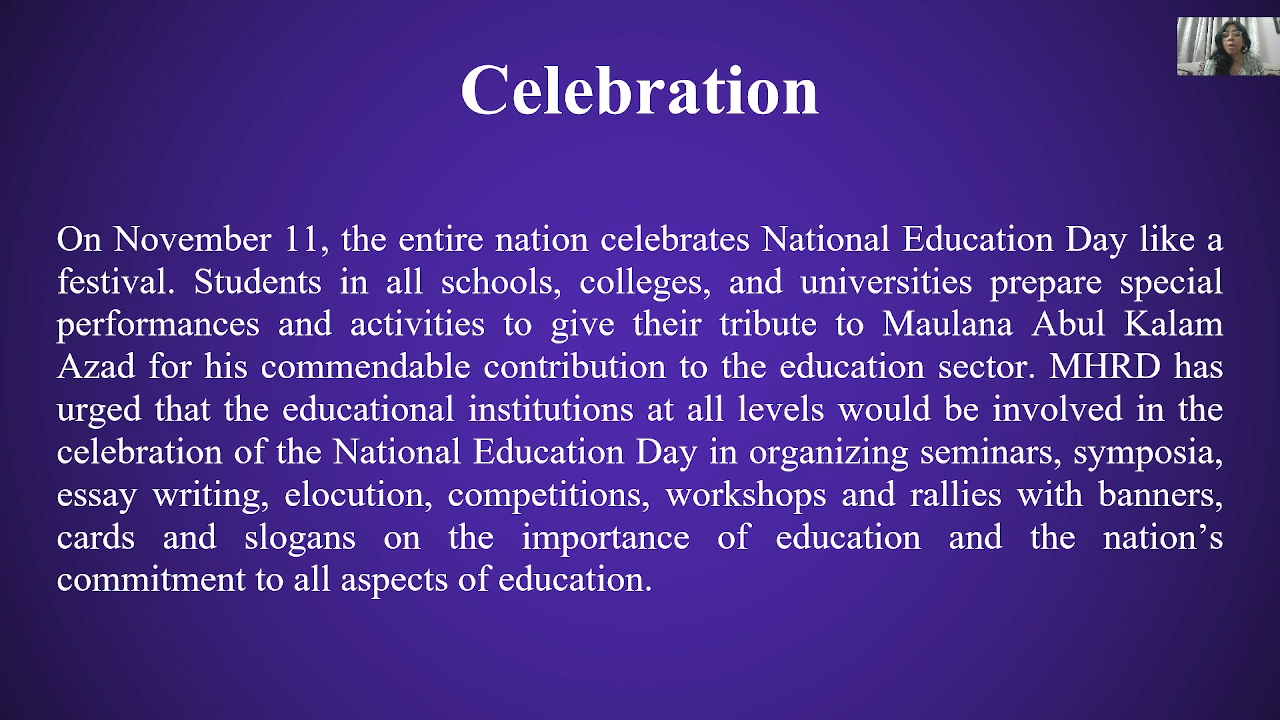 Celebration
On November 11, the entire nation celebrates National Education Day like a
festival. Students in all schools, colleges, and universities prepare special
performances and activities to give their tribute to Maulana Abul Kalam
Azad for his commendable contribution to the education sector. MHRD has
urged that the educational institutions at all levels would be involved in the
celebration of the National Education Day in organizing seminars, symposia,
essay writing, elocution, competitions, workshops and rallies with banners,
cards and slogans on the importance of education and the nation’s
commitment to all aspects of education.